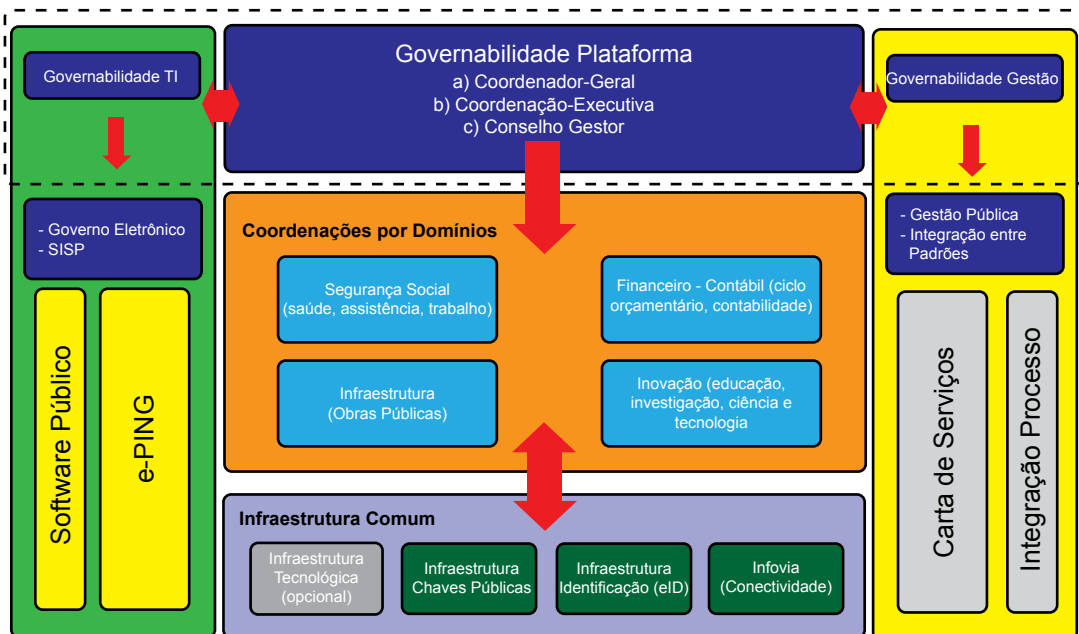 Governabilidade TI
Governabilidade Plataforma
a) Coordenador-Geral
b) Coordenação-Executiva
c) Conselho Gestor
Governabilidade Gestão
- Governo Eletrônico
- SISP
Software Público
e-PING
Coordenações por Domínios
Segurança Social
(saúde, assistência, trabalho)
Financeiro - Contábil (ciclo
orçamentário, contabilidade)
Infraestrutura
(Obras Públicas)
Inovação (educação,
investigação, ciência e
tecnologia
Infraestrutura Comum
Infraestrutura
Tecnológica
(opcional)
Infraestrutura
Chaves Públicas
Infraestrutura
Identificação (eID)
Infovia
(Conectividade)
- Gestão Pública
- Integração entre
Padrões
Carta de Serviços
Integração Processo